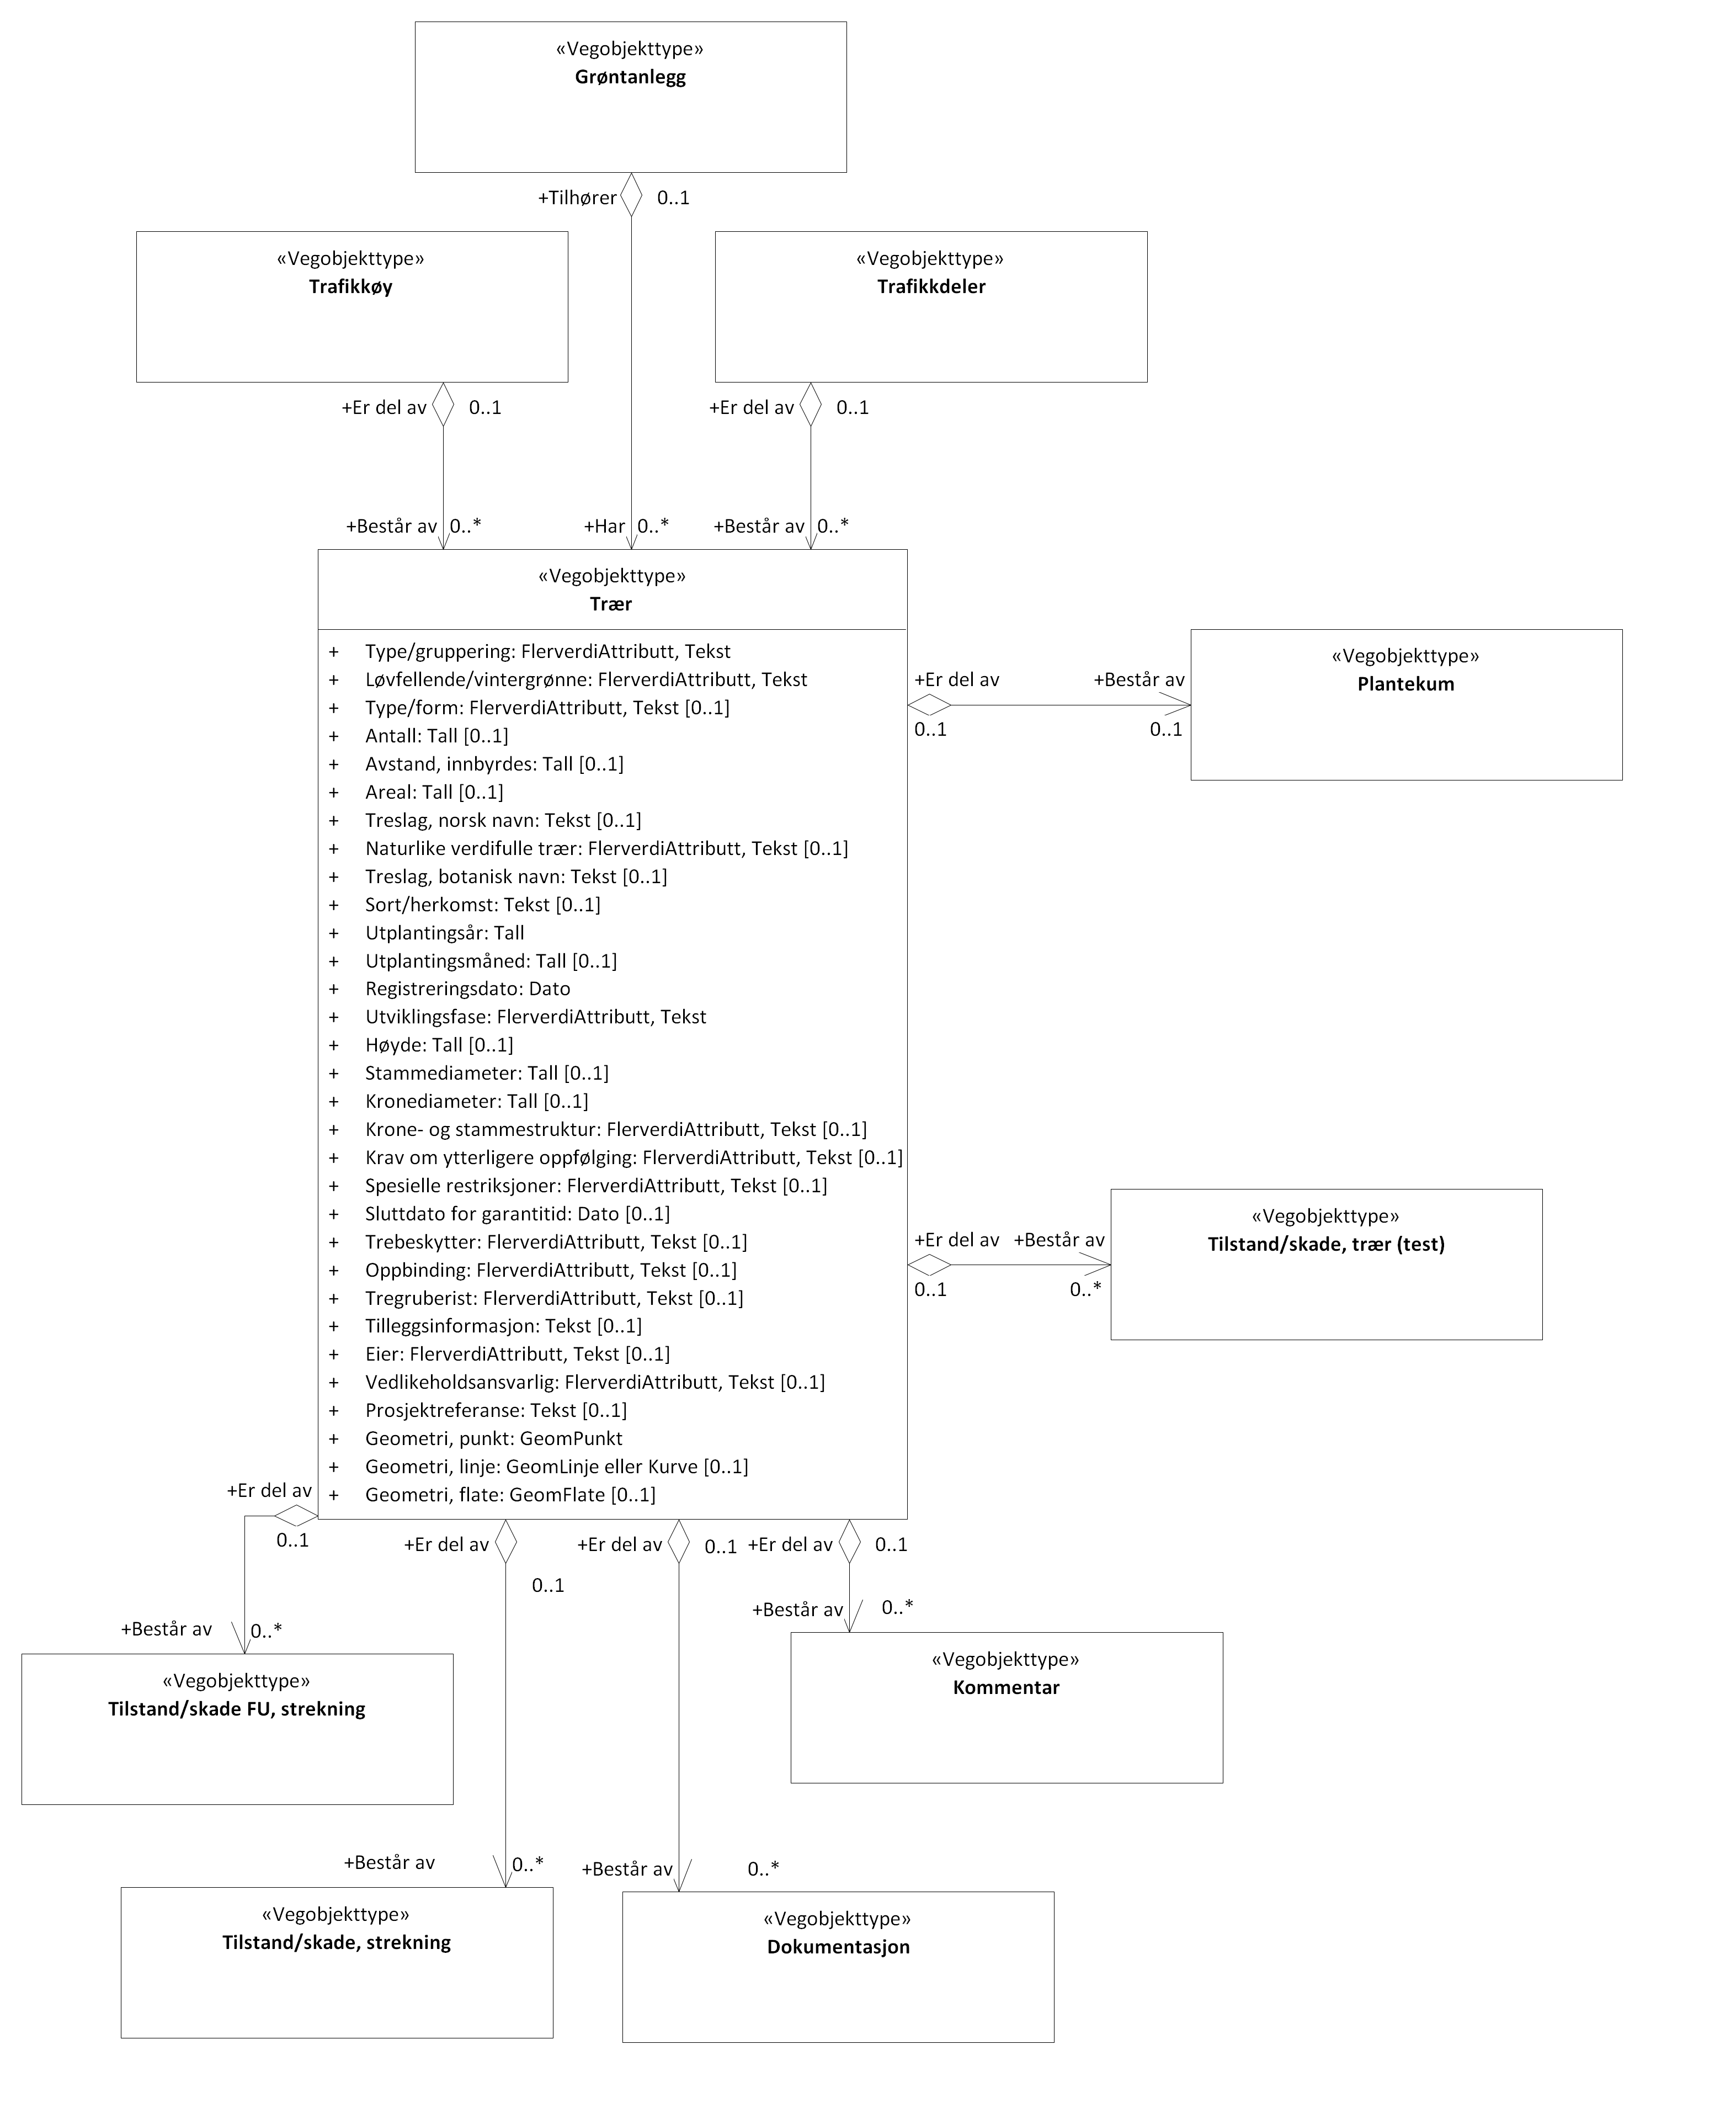 «Vegobjekttype»
Grøntanlegg
+Tilhører 0..1
«Vegobjekttype»
Trafikkøy
«Vegobjekttype»
Trafikkdeler
+Er del av 0..1
+Er del av 0..1
+Består av 0..*
+Har 0..*
+Består av 0..*
«Vegobjekttype»
Trær
+ Type/gruppering: FlerverdiAttributt, Tekst
+ Løvfellende/vintergrønne: FlerverdiAttributt, Tekst
+ Type/form: FlerverdiAttributt, Tekst [0..1]
+ Antall: Tall [0..1]
+ Avstand, innbyrdes: Tall [0..1]
+ Areal: Tall [0..1]
+ Treslag, norsk navn: Tekst [0..1]
+ Naturlike verdifulle trær: FlerverdiAttributt, Tekst [0..1]
+ Treslag, botanisk navn: Tekst [0..1]
+ Sort/herkomst: Tekst [0..1]
+ Utplantingsår: Tall
+ Utplantingsmåned: Tall [0..1]
+ Registreringsdato: Dato
+ Utviklingsfase: FlerverdiAttributt, Tekst
+ Høyde: Tall [0..1]
+ Stammediameter: Tall [0..1]
+ Kronediameter: Tall [0..1]
+ Krone- og stammestruktur: FlerverdiAttributt, Tekst [0..1]
+ Krav om ytterligere oppfølging: FlerverdiAttributt, Tekst [0..1]
+ Spesielle restriksjoner: FlerverdiAttributt, Tekst [0..1]
+ Sluttdato for garantitid: Dato [0..1]
+ Trebeskytter: FlerverdiAttributt, Tekst [0..1]
+ Oppbinding: FlerverdiAttributt, Tekst [0..1]
+ Tregruberist: FlerverdiAttributt, Tekst [0..1]
+ Tilleggsinformasjon: Tekst [0..1]
+ Eier: FlerverdiAttributt, Tekst [0..1]
+ Vedlikeholdsansvarlig: FlerverdiAttributt, Tekst [0..1]
+ Prosjektreferanse: Tekst [0..1]
+ Geometri, punkt: GeomPunkt
+ Geometri, linje: GeomLinje eller Kurve [0..1]
+ Geometri, flate: GeomFlate [0..1]
+Er del av +Består av
0..1 0..1
«Vegobjekttype»
Plantekum
+Er del av +Består av
0..1 0..*
«Vegobjekttype»
Tilstand/skade, trær (test)
+Er del av
0..1
+Er del av
0..1
+Er del av 0..1
+Er del av 0..1
+Består av 0..*
+Består av 0..*
«Vegobjekttype»
Kommentar
«Vegobjekttype»
Tilstand/skade FU, strekning
+Består av 0..*
+Består av 0..*
«Vegobjekttype»
Tilstand/skade, strekning
«Vegobjekttype»
Dokumentasjon